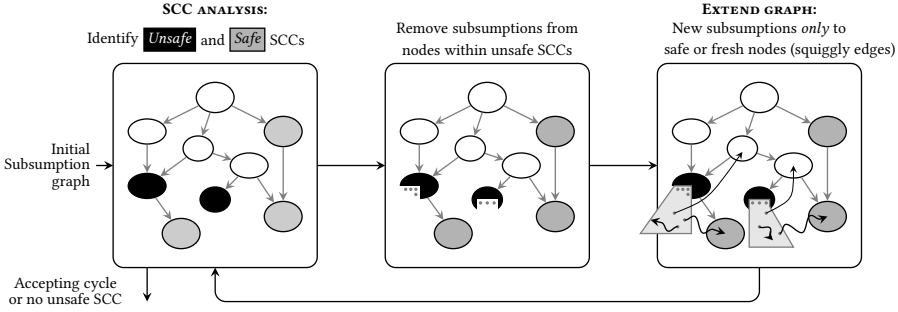 SCC ANALYSIS:
Identify Unsafe and Safe SCCs
Remove subsumptions from
nodes within unsafe SCCs
EXTEND GRAPH:
New subsumptions only to
safe or fresh nodes (squiggly edges)
Initial
Subsumption
graph
Accepting cycle
or no unsafe SCC